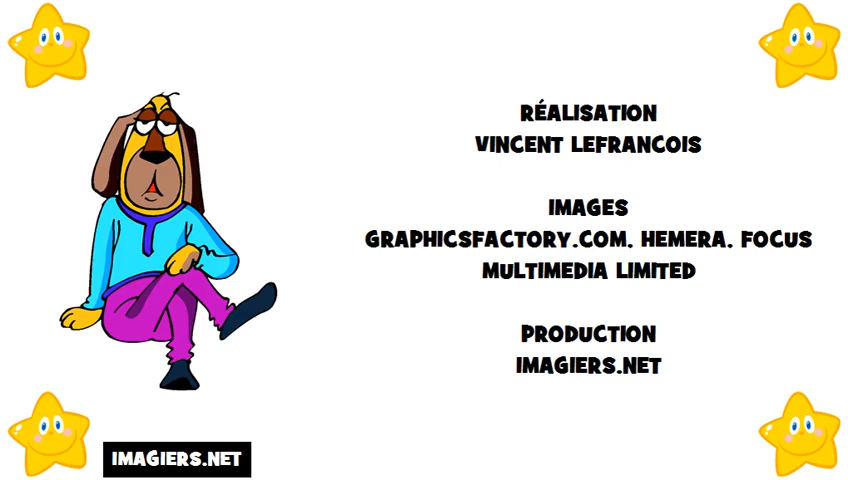 RÉALISATION
VINCENT LEFRANCOIS
IMAGES
GRAPHICSFACTORY.COM, HEMERA, FOCUS
MULTIMEDIA LIMITED
PRODUCTION
IMAGIERS.NET
IMAGIERS.NET